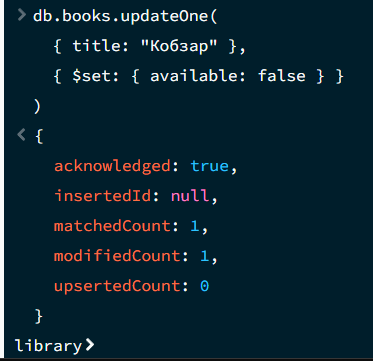 > db.books.updateOne(
{ title: "Кобзар" },
{ $set: { available: false } }
)
< {
acknowledged: true,
insertedId: null,
matchedCount: 1,
modifiedCount: 1,
upsertedCount: 0
}
library>